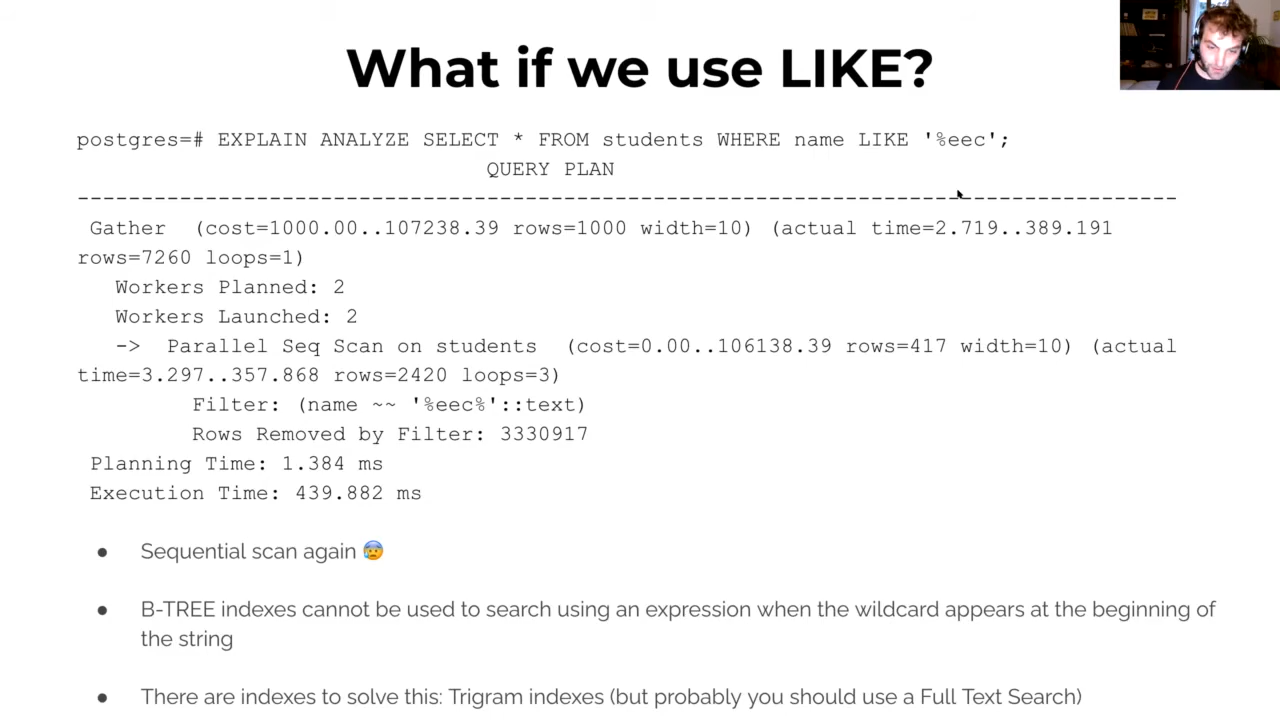 What if we use LIKE?
postgres=# EXPLAIN ANALYZE SELECT * FROM students WHERE name LIKE '%eec';
QUERY PLAN
--------------------------------------------------------------------------------------
Gather (cost=1000.00..107238.39 rows=1000 width=10) (actual time=2.719..389.191
rows=7260 loops=1)
Workers Planned: 2
Workers Launched: 2
-> Parallel Seq Scan on students (cost=0.00..106138.39 rows=417 width=10) (actual
time=3.297..357.868 rows=2420 loops=3)
Filter: (name ~~ '%eec%'::text)
Rows Removed by Filter: 3330917
Planning Time: 1.384 ms
Execution Time: 439.882 ms
● Sequential scan again 😰
● B-TREE indexes cannot be used to search using an expression when the wildcard appears at the beginning of
the string
● There are indexes to solve this: Trigram indexes (but probably you should use a Full Text Search)